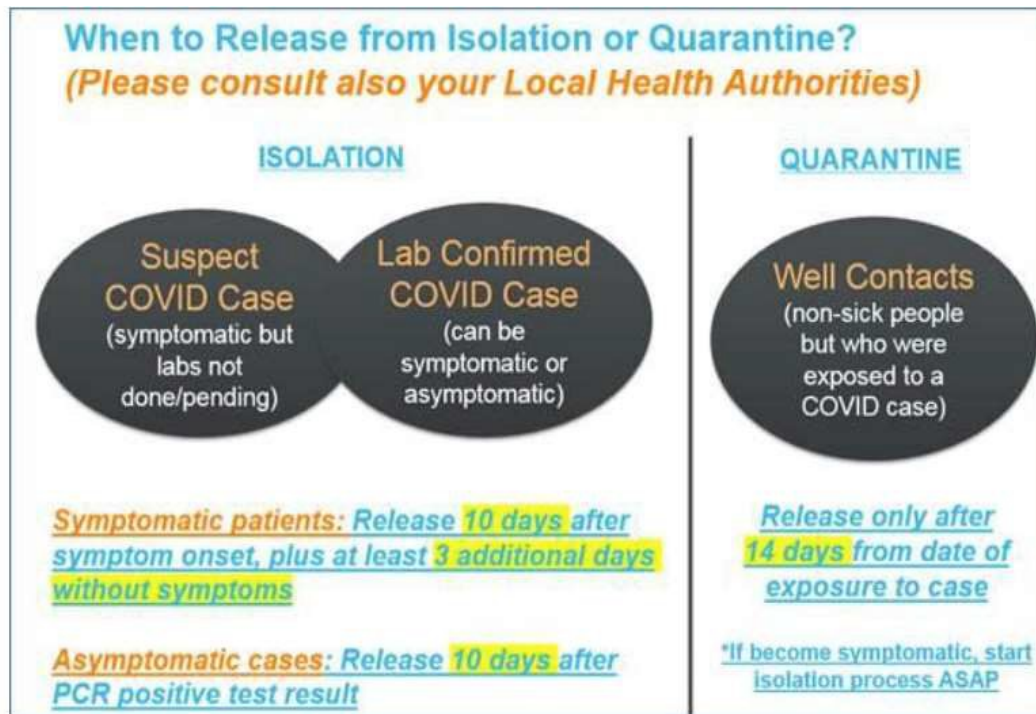 When to Release from Isolation or Quarantine?
(Please consult also your Local Health Authorities)
ISOLATION
Suspect
COVID Case
(symptomatic but
labs not
done/pending)
Lab Confirmed
COVID Case
(can be
symptomatic or
asymptomatic)
Symptomatic patients: Release 10 days after
symptom onset, plus at least 3 additional days
without symptoms
Asymptomatic cases: Release 10 days after
PCR positive test result
QUARANTINE
Well Contacts
(non-sick people
but who were
exposed to a
COVID case)
Release only after
14 days from date of
exposure to case
*If become symptomatic, start
isolation process ASAP